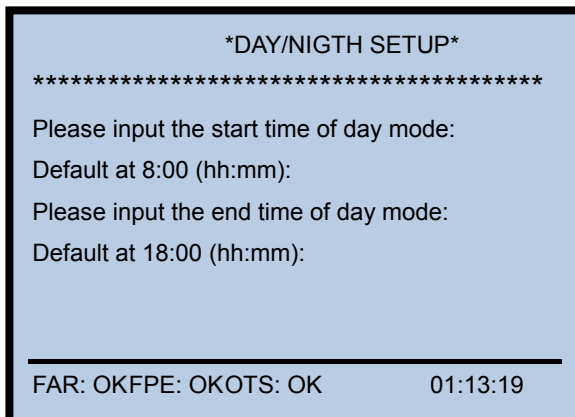 *DAY/NIGTH SETUP*
*****************************************
Please input the start time of day mode:
Default at 8:00 (hh:mm):
Please input the end time of day mode:
Default at 18:00 (hh:mm):
FAR: OKFPE: OKOTS: OK 01:13:19